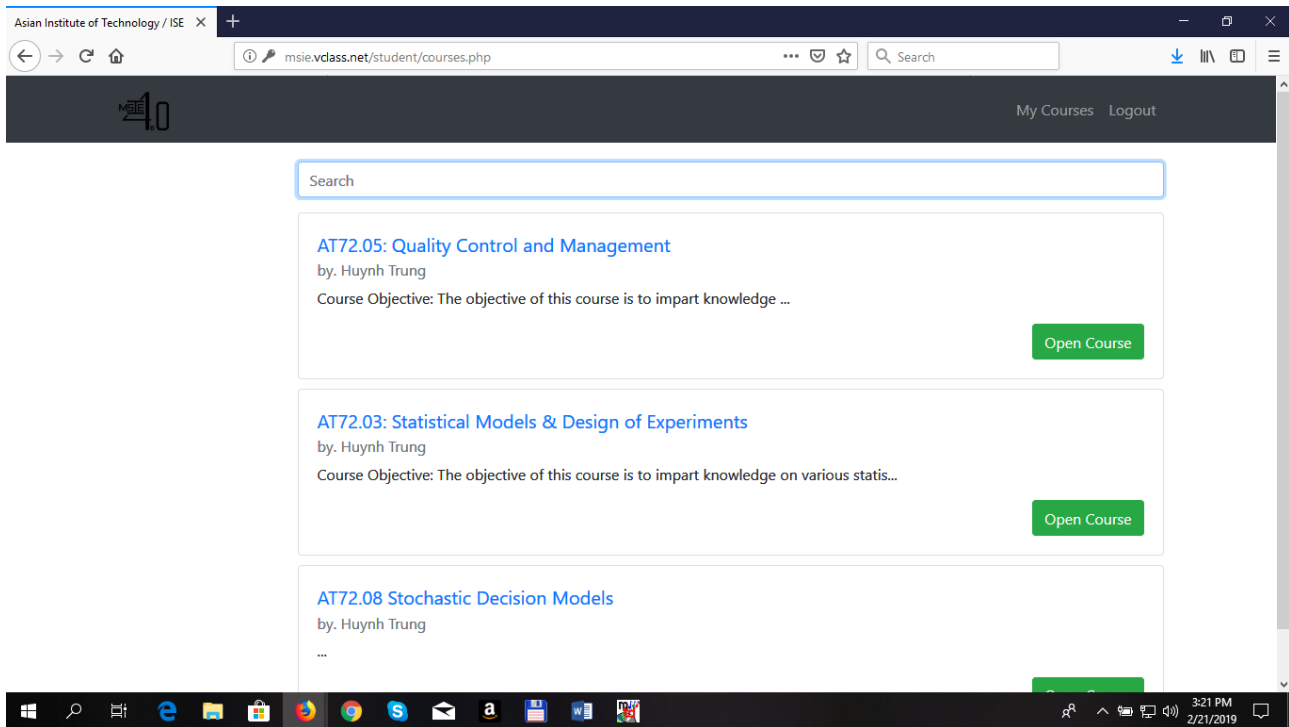 Asian Institute of Technology / ISE
msie.vclass.net/student/courses.php
Search
MSIE 4.0
My Courses Logout
Search
AT72.05: Quality Control and Management
by. Huynh Trung
Course Objective: The objective of this course is to impart knowledge ...
Open Course
AT72.03: Statistical Models & Design of Experiments
by. Huynh Trung
Course Objective: The objective of this course is to impart knowledge on various statis...
Open Course
AT72.08 Stochastic Decision Models
by. Huynh Trung
...
3:21 PM
2/21/2019